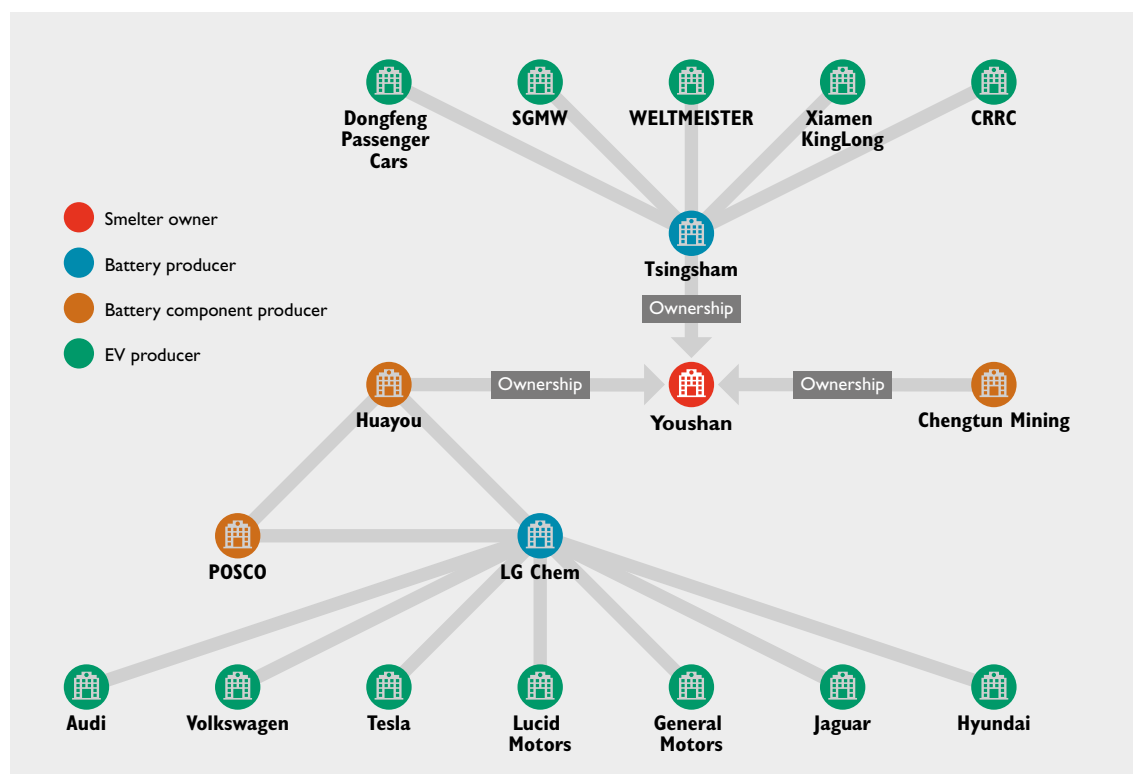 Dongfeng
Passenger
Cars
SGMW
WELTMEISTER
Xiamen
KingLong
CRRC
Smelter owner
Battery producer
Battery component producer
EV producer
Tsingsham
Ownership
Huayou
Ownership
Youshan
Ownership
Chengtun Mining
POSCO
LG Chem
Audi
Volkswagen
Tesla
Lucid
Motors
General
Motors
Jaguar
Hyundai